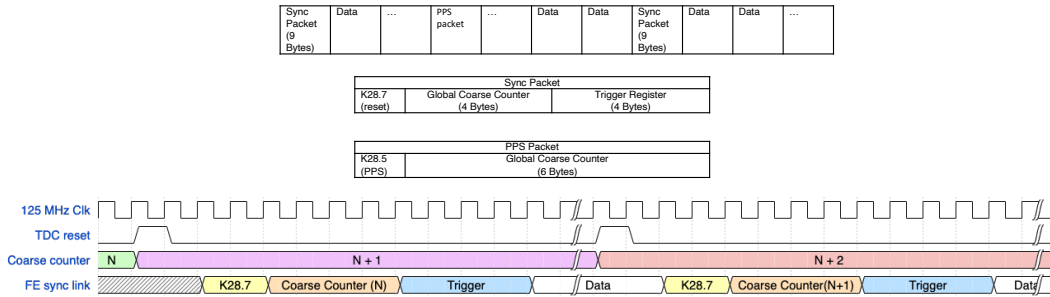 Sync Data ... PPS ... Data Data Sync Data Data ...
Packet packet Packet
(9 (9
Bytes) Bytes)
Sync Packet
K28.7 Global Coarse Counter Trigger Register
(reset) (4 Bytes) (4 Bytes)
PPS Packet
K28.5 Global Coarse Counter
(PPS) (6 Bytes)
125 MHz Clk
TDC reset
Coarse counter N N + 1 N + 2
FE sync link K28.7 Coarse Counter (N) Trigger Data K28.7 Coarse Counter(N+1) Trigger Data